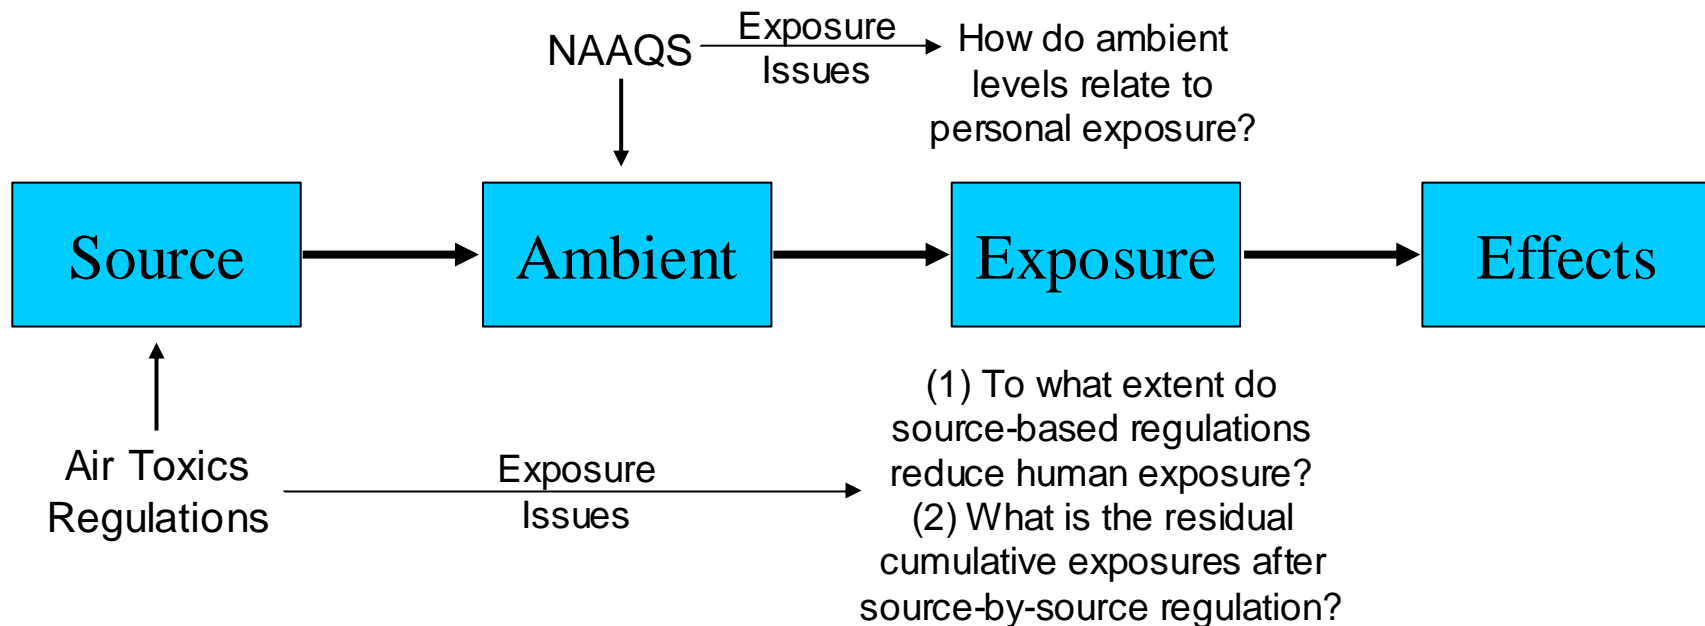 NAAQS
Exposure
Issues
How do ambient
levels relate to
personal exposure?
Source
Ambient
Exposure
Effects
Air Toxics
Regulations
Exposure
Issues
(1) To what extent do
source-based regulations
reduce human exposure?
(2) What is the residual
cumulative exposures after
source-by-source regulation?